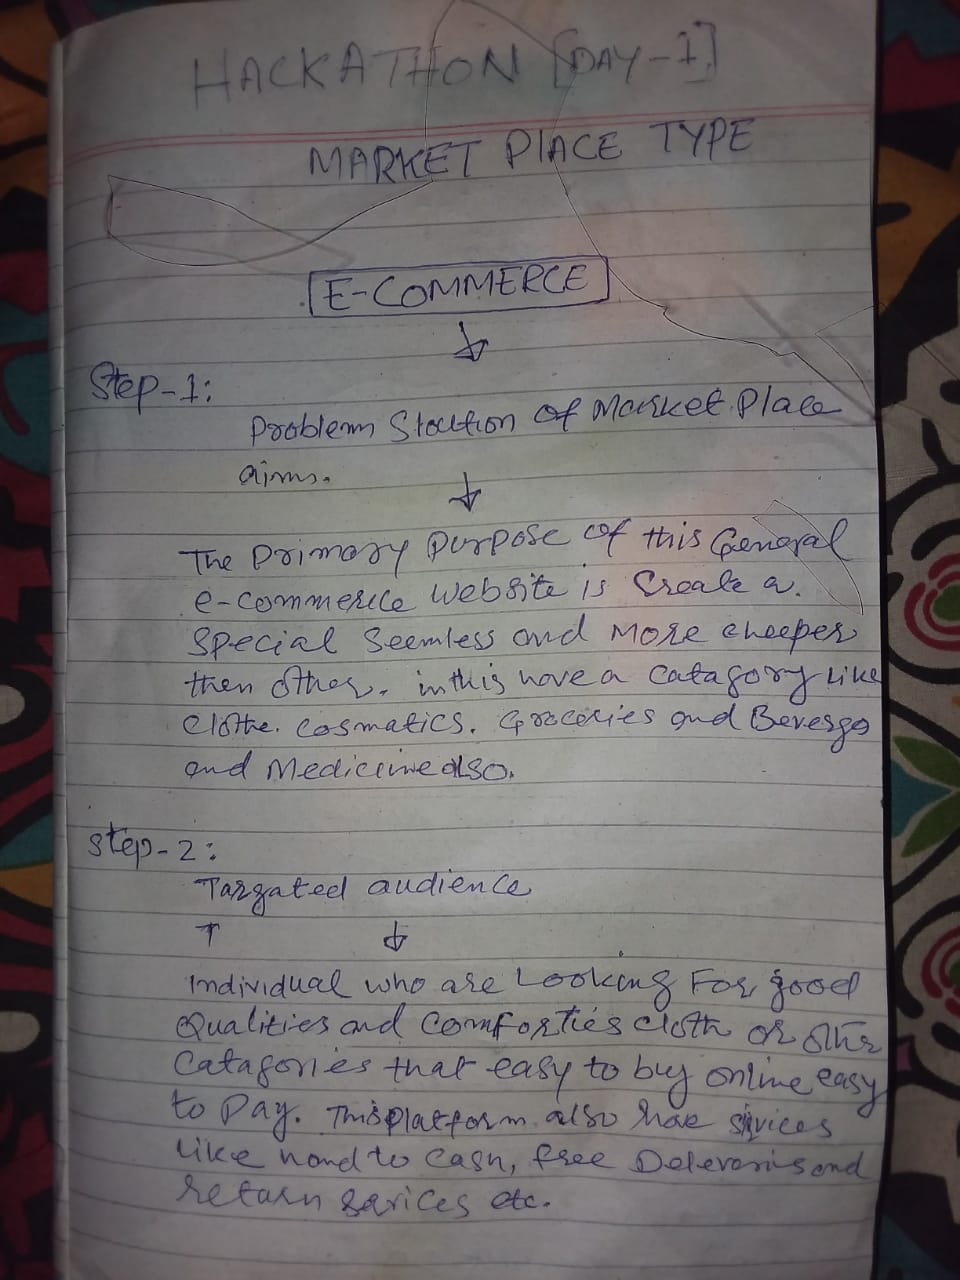 HACKATHON [DAY-1]
MARKET PLACE TYPE
E-COMMERCE
Step-1:
Problem Stattion of Market Place
aims.
The Primary Purpose of this General
e-commerce website is Create a.
Special Seemless and More cheeper
then other. in this have a Catagory Like
Clothe. Cosmatics. Groceries and Beverge
and Medicine also.
Step-2:
Targated audience
Individual who are Looking For good
Qualities and Comforties cloth or other
Catagories that easy to buy online, easy
to Pay. This Platform also have sirvices
Like hand to Cash, free Deleveris and
return sarices etc.